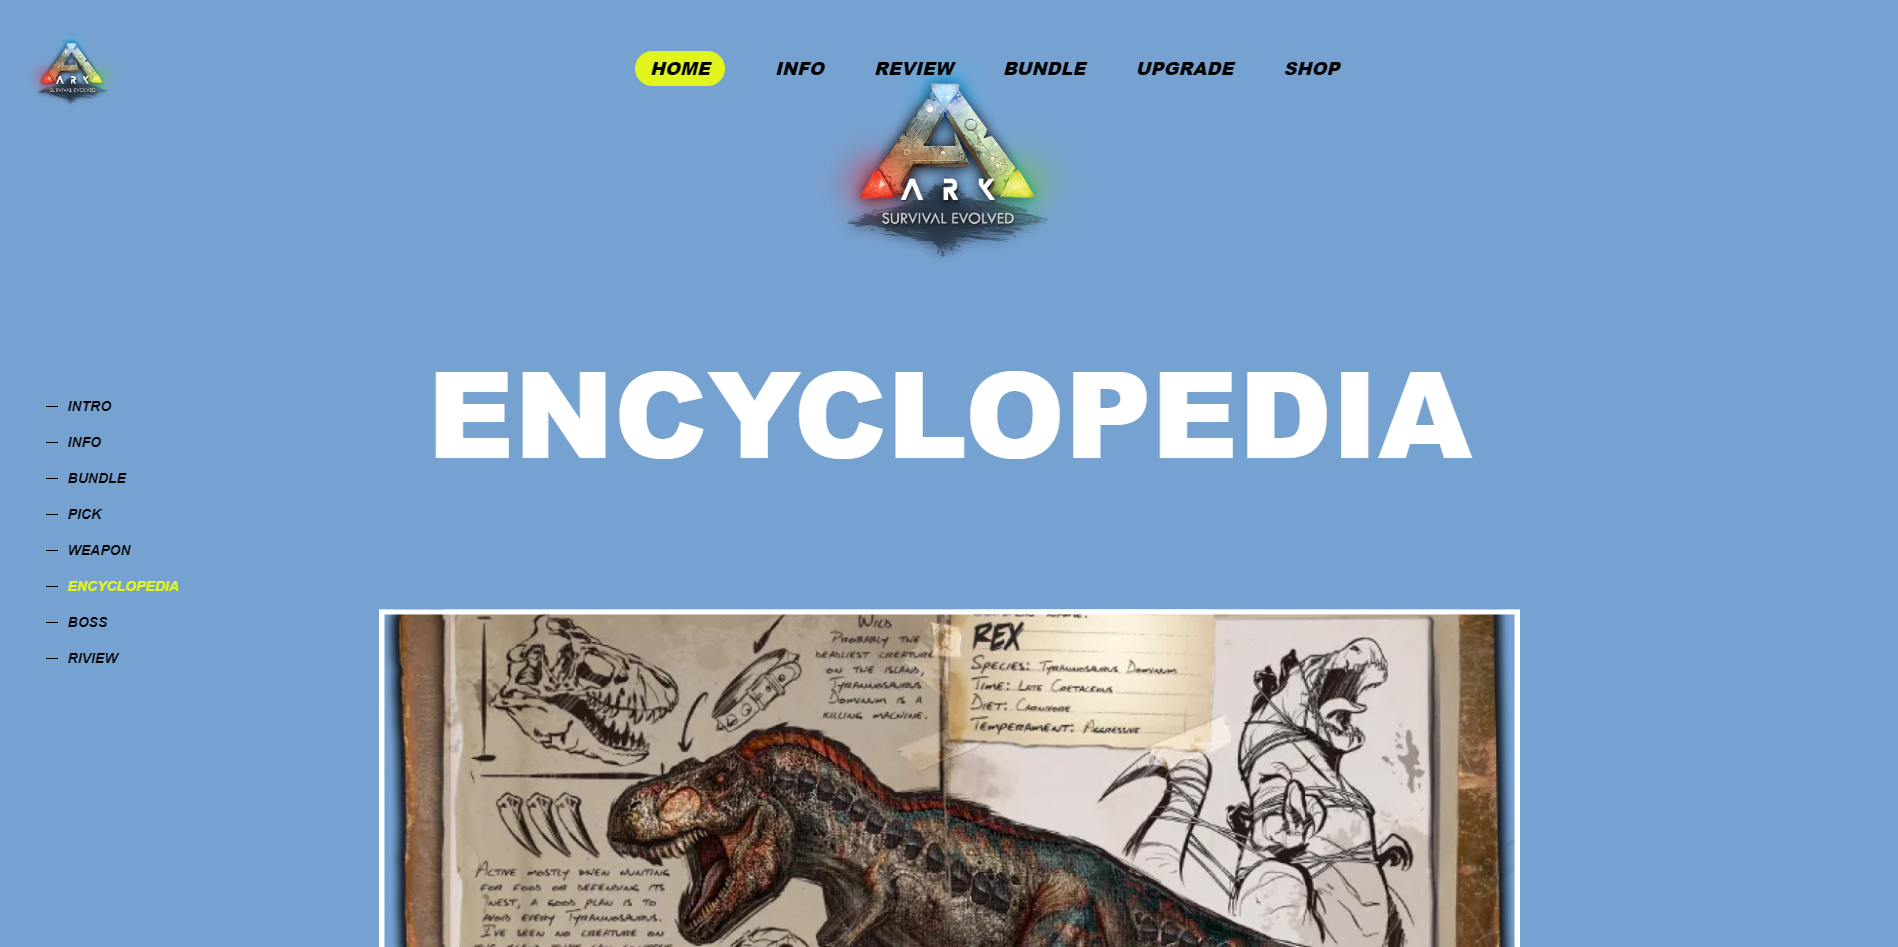 ARK
SURVIVAL EVOLVED
HOME
INFO
REVIEW
BUNDLE
UPGRADE
SHOP
ARK
SURVIVAL EVOLVED
ENCYCLOPEDIA
INTRO
INFO
BUNDLE
PICK
WEAPON
ENCYCLOPEDIA
BOSS
RIVIEW
WILD
PROBABLY THE
DEADLIEST CREATURE
ON THE ISLAND,
TYRANNOSAURUS
DOMINUM IS A
KILLING MACHINE.
REX
SPECIES: TYRANNOSAURUS DOMINUM
TIME: LATE CRETACEOUS
DIET: CARNIVORE
TEMPERAMENT: AGGRESSIVE
ACTIVE MOSTLY WHEN HUNTING
FOR FOOD OR DEFENDING ITS
NEST, A GOOD PLAN IS TO
AVOID EVERY TYRANNOSAURUS.
I'VE SEEN NO CREATURE ON